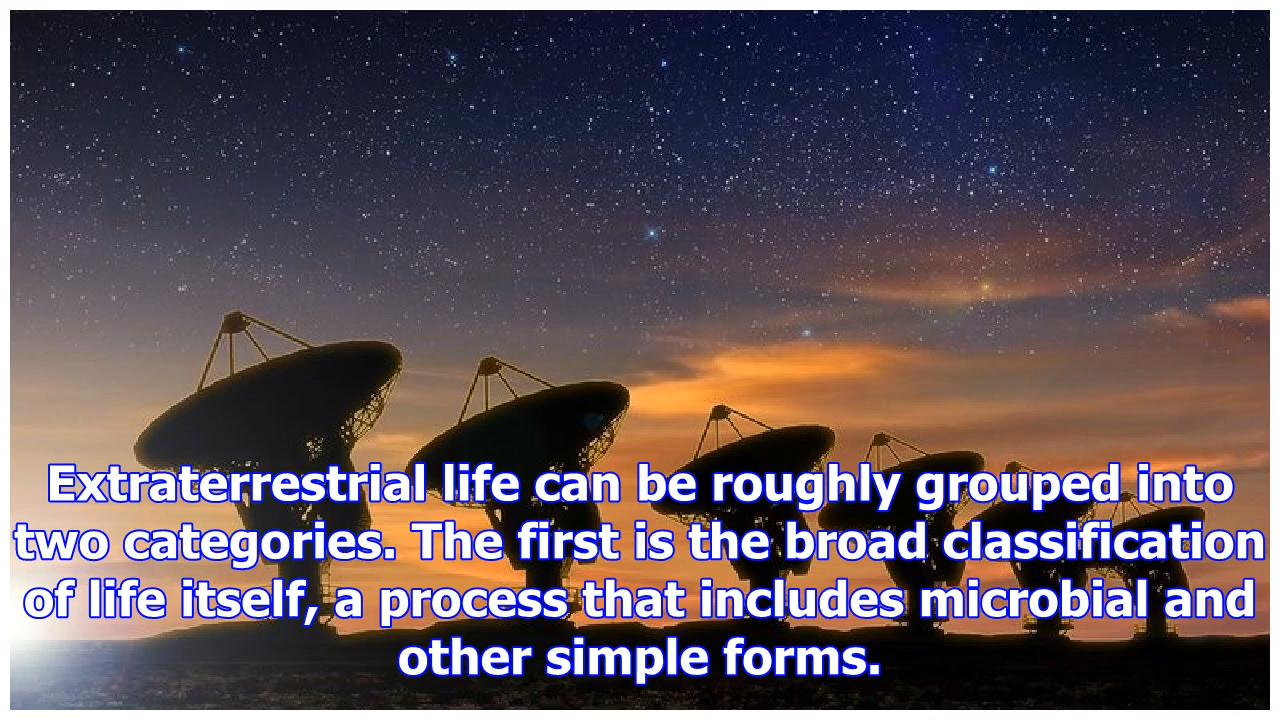 Extraterrestrial life can be roughly grouped into
two categories. The first is the broad classification
of life itself, a process that includes microbial and
other simple forms.